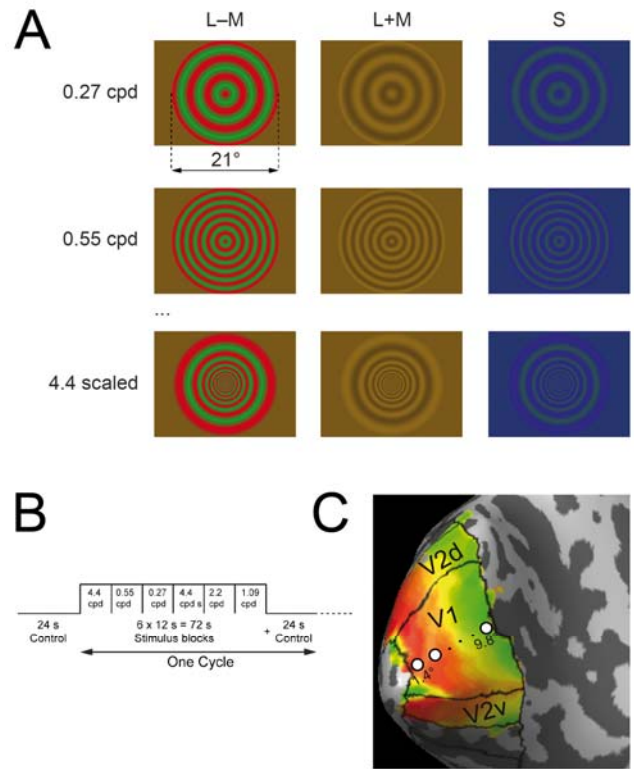 A
L–M L+M S
0.27 cpd
21°
0.55 cpd
...
4.4 scaled
B
4.4 0.55 0.27 4.4 2.2 1.09
cpd cpd cpd cpd s cpd cpd
24 s 6 x 12 s = 72 s + 24 s
Control Stimulus blocks Control
One Cycle
C
V2d
V1
9.8
1.4°
V2v